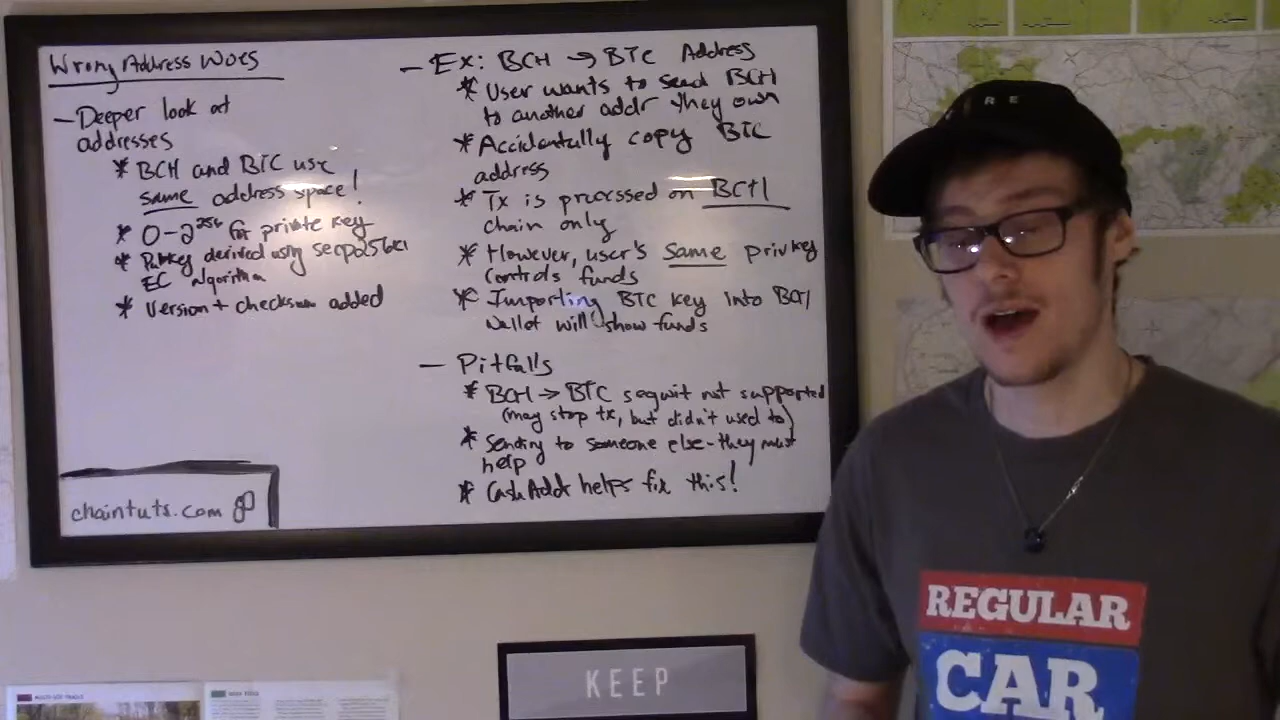 Wrong Address Woes
- Deeper look at
addresses
* BCH and BTC use
same address space!
* 0-2^256 for private key
* Pubkey derived using secp256k1
EC Algorithm
* Version + checksum added
chaintuts.com
- Ex: BCH -> BTC Address
* User wants to send BCH
to another addr they own
* Accidentally copy BTC
address
* Tx is processed on BCH
chain only
* However, user's same privkey
controls funds
* Importing BTC key into BCH
wallet will show funds
- Pitfalls
* BCH -> BTC segwit not supported
(may stop tx, but didn't used to)
* Sending to someone else - they must
help
* CashAddr helps fix this!
RE
REGULAR
CAR
KEEP